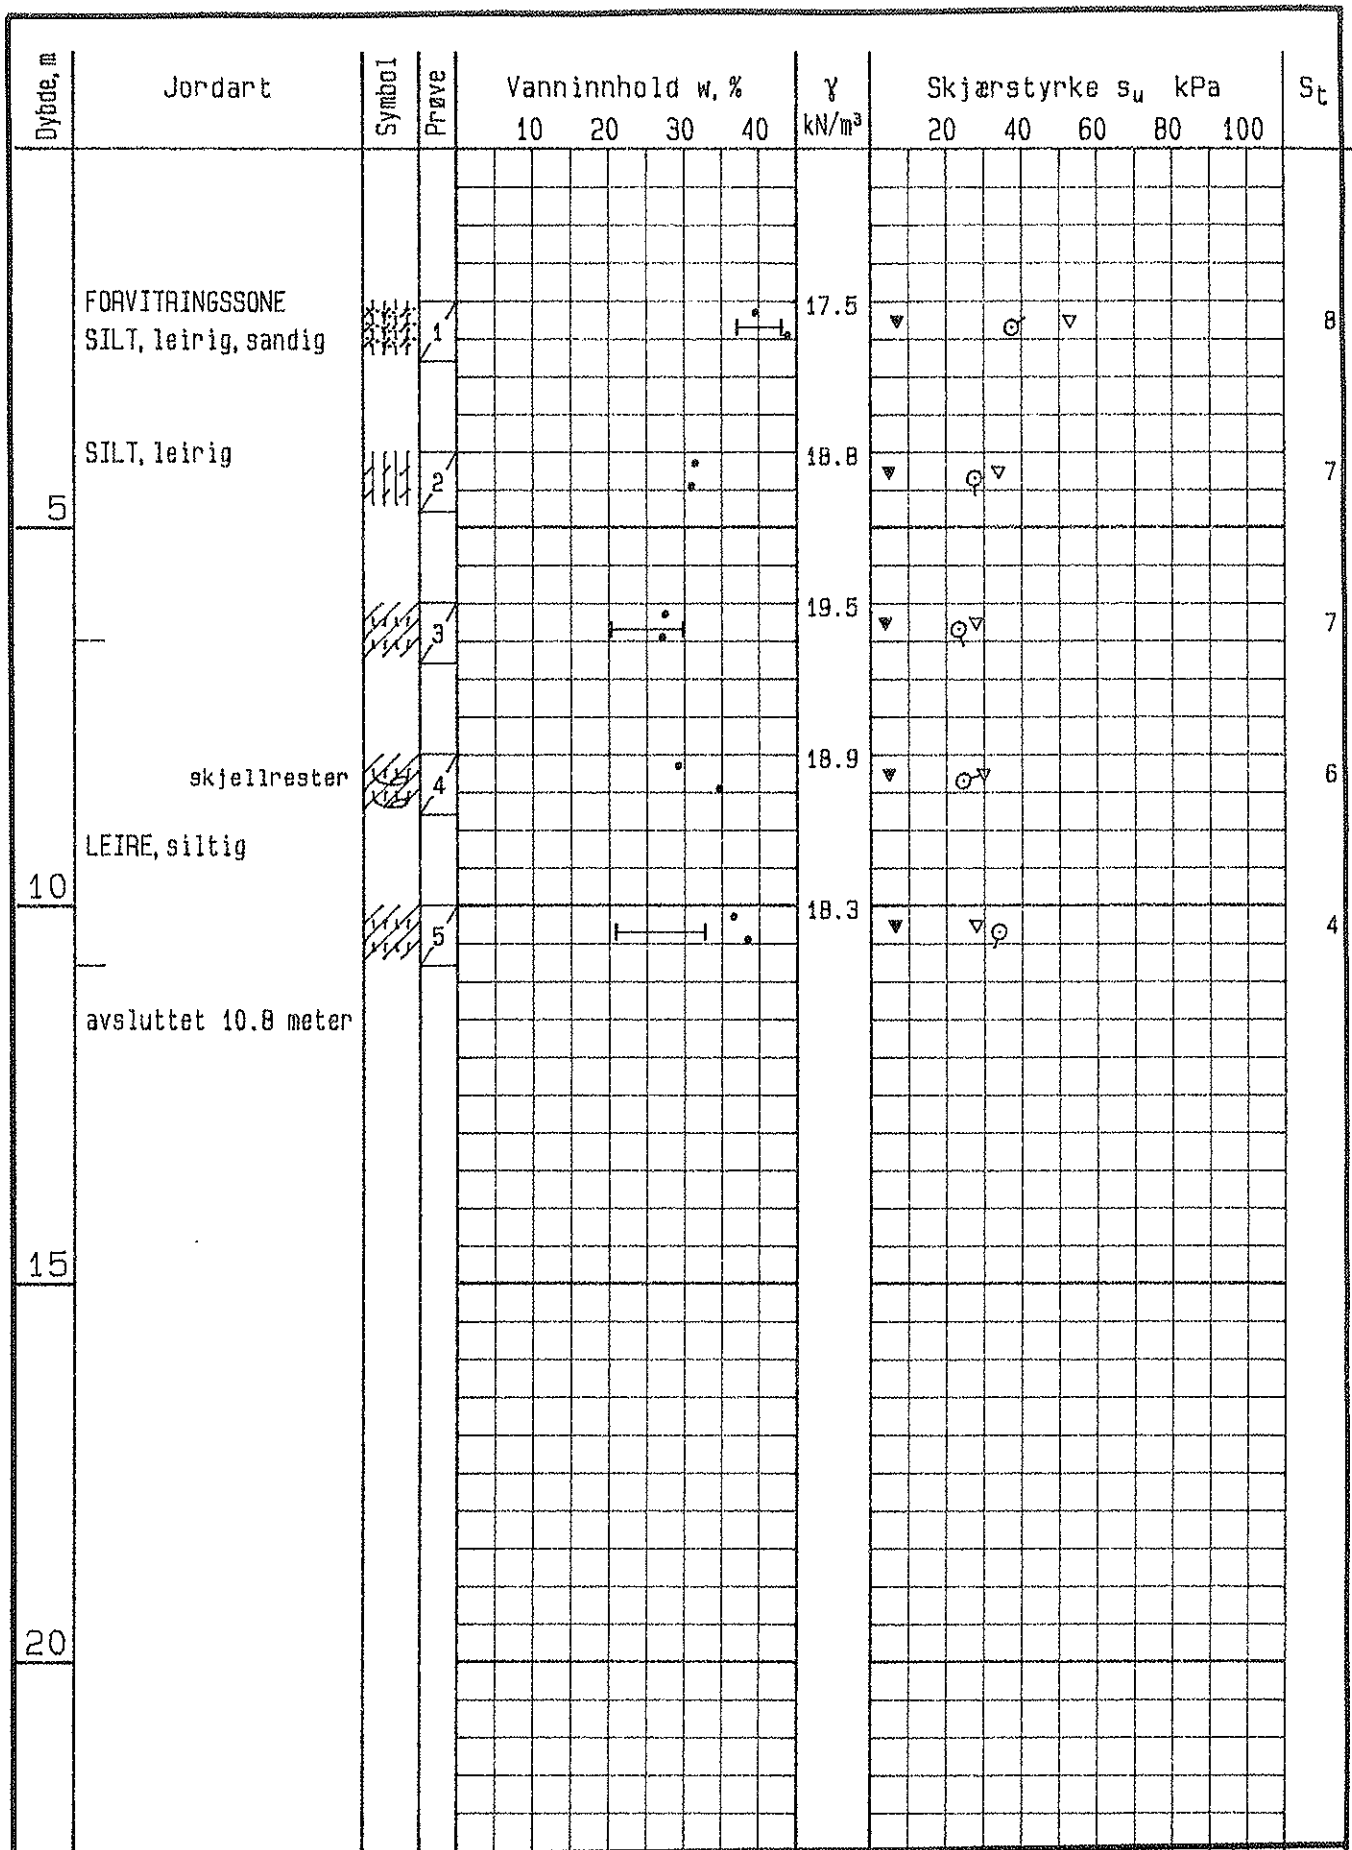 Dybde, m Jordart Symbol Prøve Vanninnhold w, % γ kN/m³ Skjærstyrke s_u kPa S_t
10 20 30 40 20 40 60 80 100
FORVITRINGSSONE 17.5
SILT, leirig, sandig 1 8
SILT, leirig 18.8
2 7
5
19.5
3 7
18.9
skjellrester 4 6
LEIRE, siltig
10 18.3
5 4
avsluttet 10.8 meter
15
20